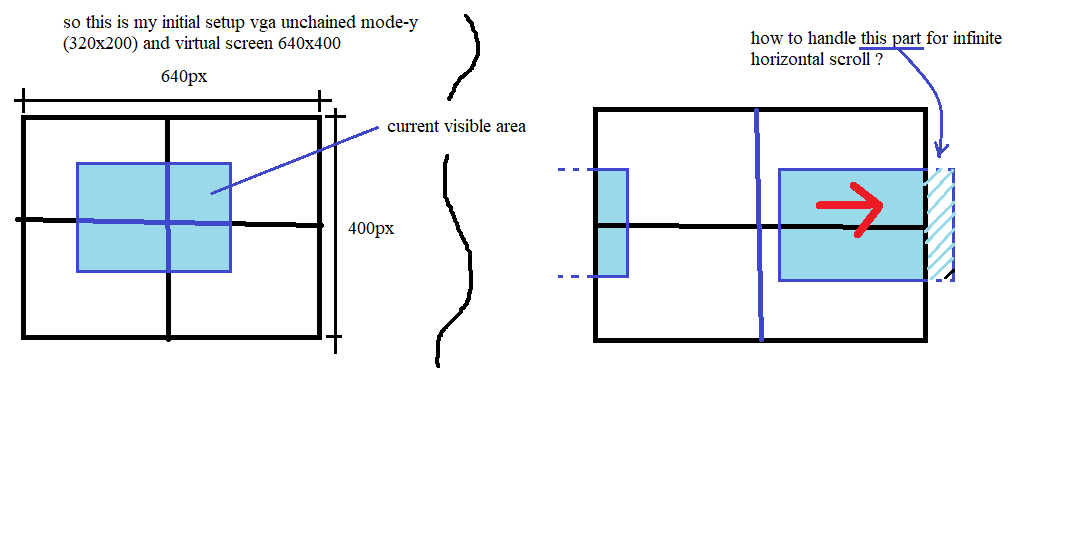 so this is my initial setup vga unchained mode-y
(320x200) and virtual screen 640x400
640px
current visible area
400px
how to handle this part for infinite
horizontal scroll ?